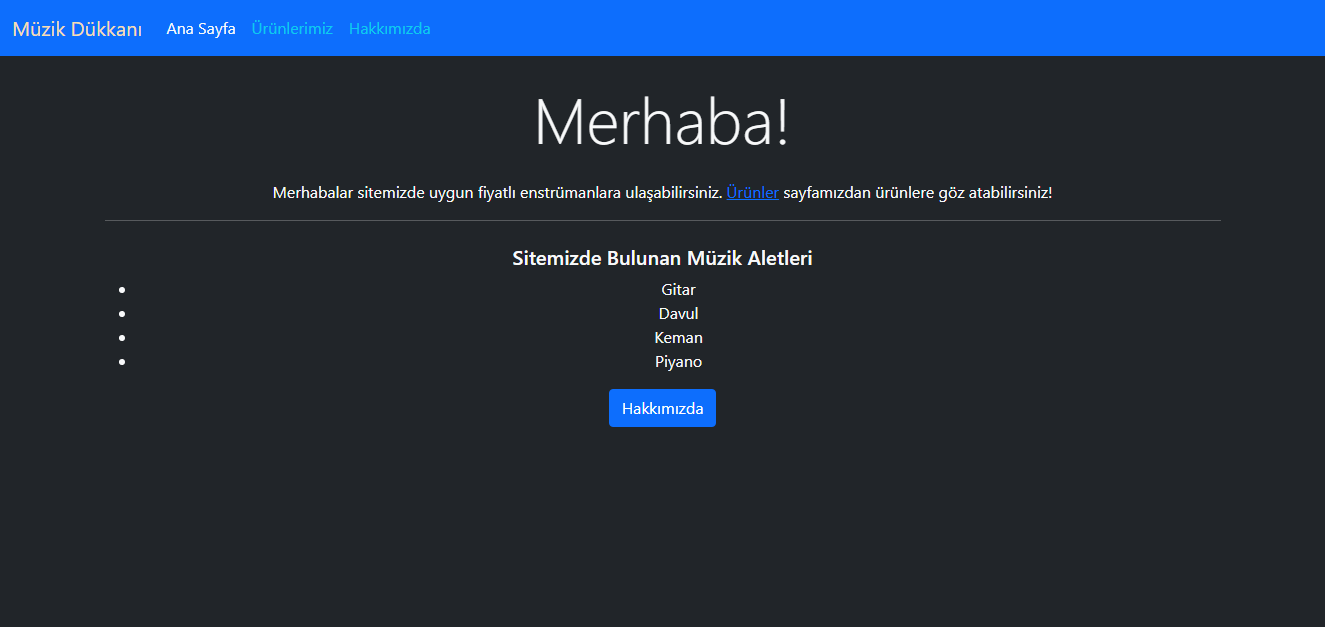 Müzik Dükkanı Ana Sayfa Ürünlerimiz Hakkımızda
Merhaba!
Merhabalar sitemizde uygun fiyatlı enstrümanlara ulaşabilirsiniz. Ürünler sayfamızdan ürünlere göz atabilirsiniz!
Sitemizde Bulunan Müzik Aletleri
• Gitar
• Davul
• Keman
• Piyano
Hakkımızda